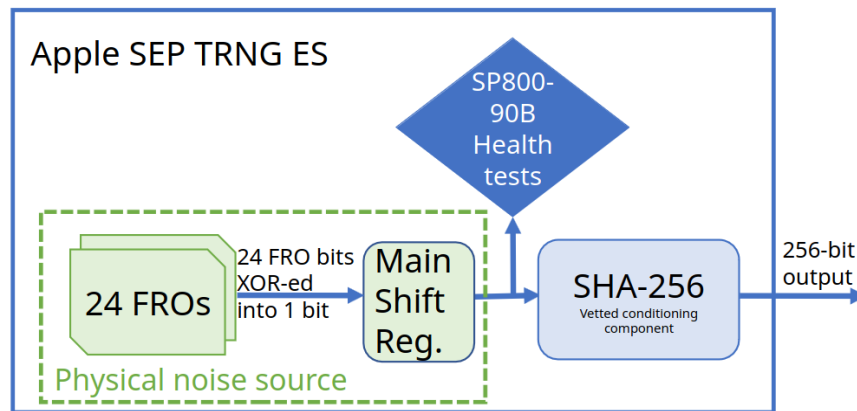 Apple SEP TRNG ES
SP800-
90B
Health
tests
24 FROs
24 FRO bits
XOR-ed
into 1 bit
Main
Shift
Reg.
SHA-256
Vetted conditioning
component
256-bit
output
Physical noise source